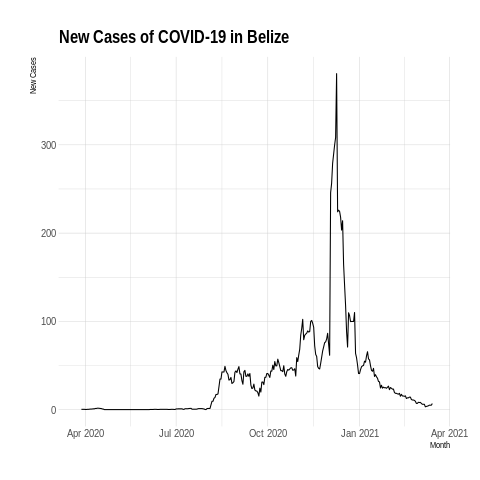 New Cases of COVID-19 in Belize
New Cases
300
200
100
0
Apr 2020 Jul 2020 Oct 2020 Jan 2021 Apr 2021
Month